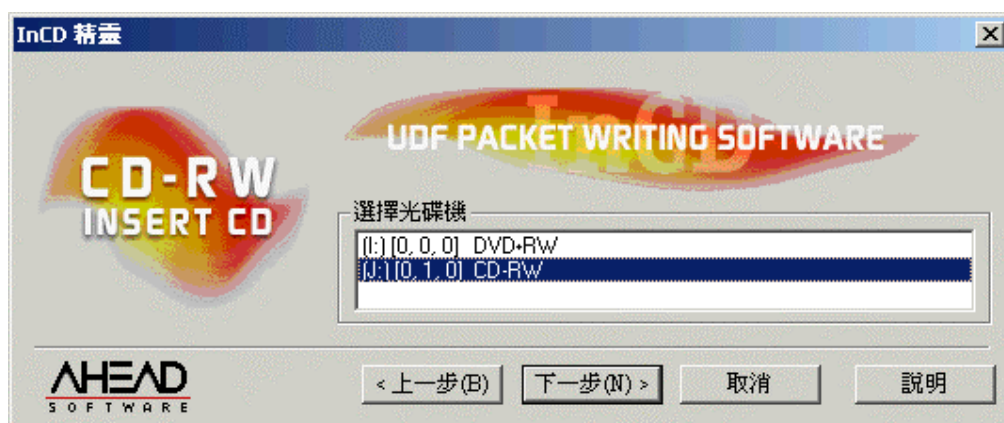 InCD 精靈
CD-RW
INSERT CD
InCD
UDF PACKET WRITING SOFTWARE
選擇光碟機
(I:) [0, 0, 0] DVD+RW
(J:) [0, 1, 0] CD-RW
AHEAD
SOFTWARE
<上一步(B)
下一步(N)>
取消
說明